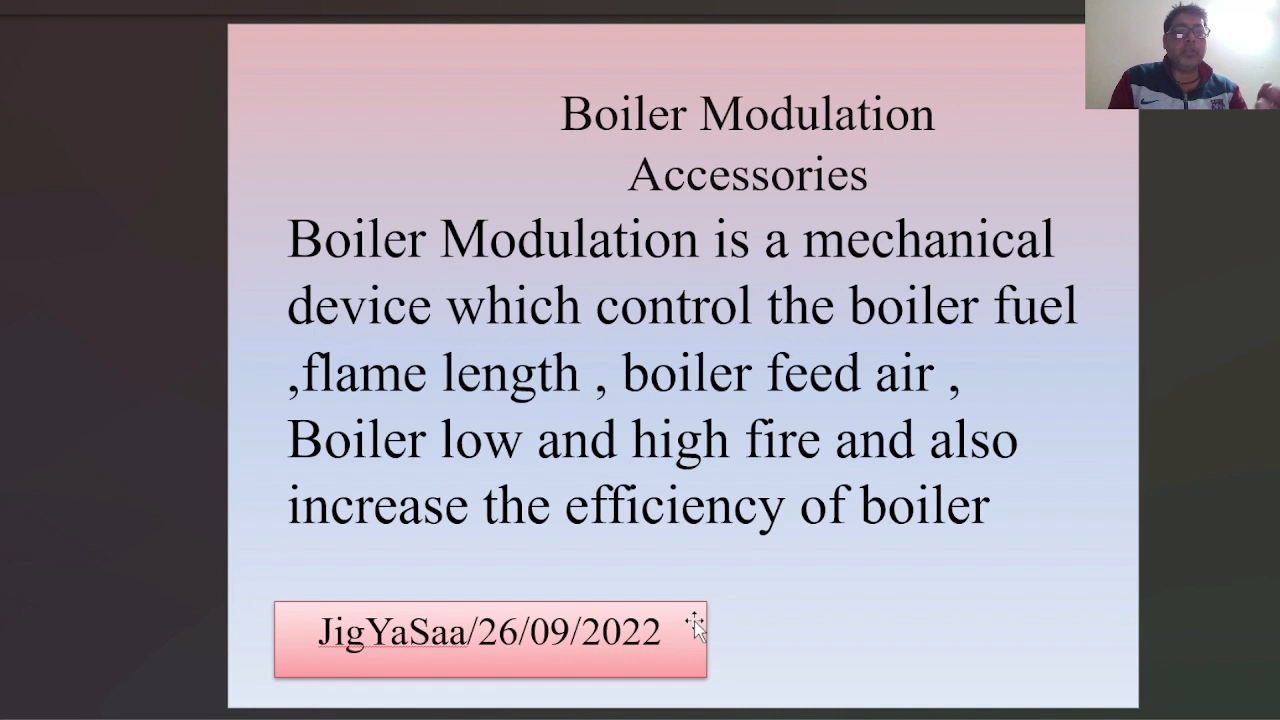 Boiler Modulation
Accessories
Boiler Modulation is a mechanical
device which control the boiler fuel
,flame length , boiler feed air ,
Boiler low and high fire and also
increase the efficiency of boiler
JigYaSaa/26/09/2022